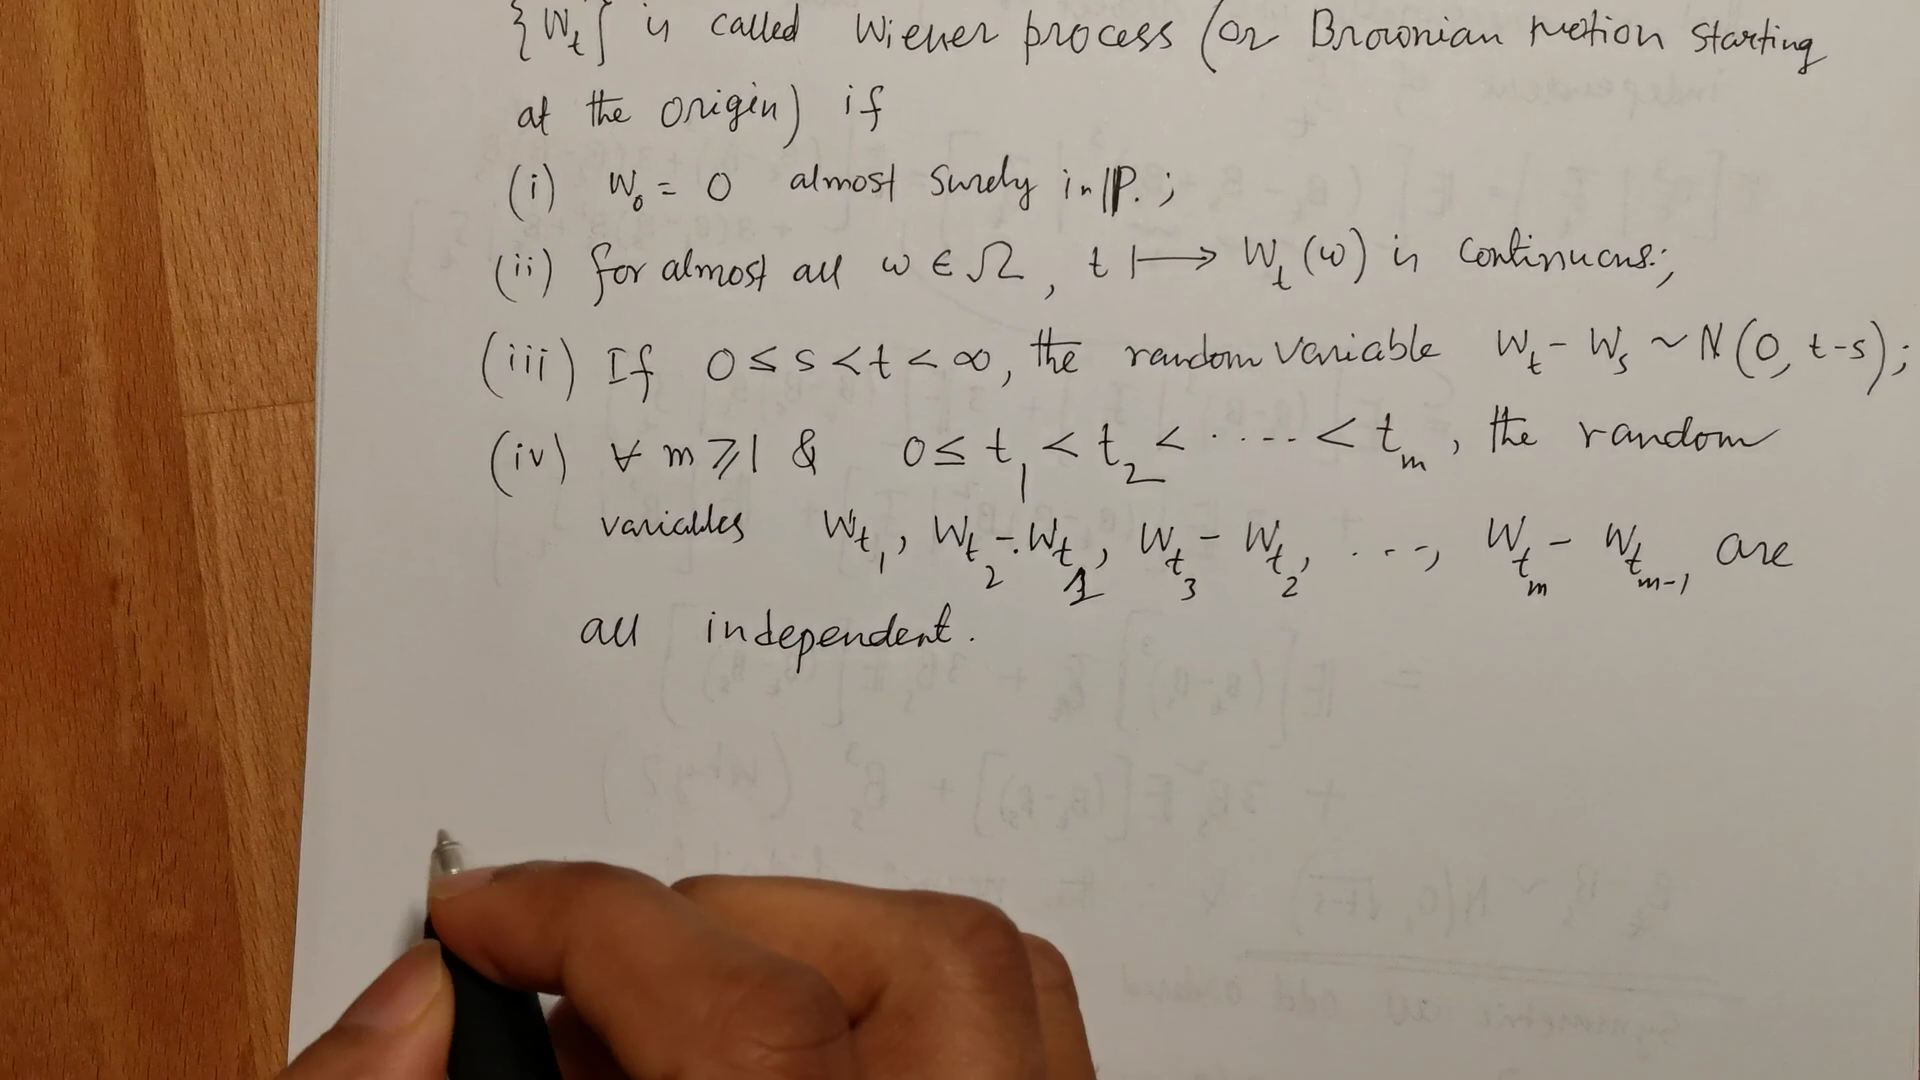 {W_t} is called Wiener process (or Brownian motion starting
at the origin) if
(i) W_0 = 0 almost surely in ℙ.;
(ii) for almost all ω ∈ Ω, t ⟼ W_t(ω) is continuous.;
(iii) If 0 ≤ s < t < ∞, the random variable W_t - W_s ~ N(0, t-s);
(iv) ∀ m ≥ 1 & 0 ≤ t_1 < t_2 < ..... < t_m, the random
variables W_{t_1}, W_{t_2} - W_{t_1}, W_{t_3} - W_{t_2}, ..., W_{t_m} - W_{t_{m-1}} are
all independent.